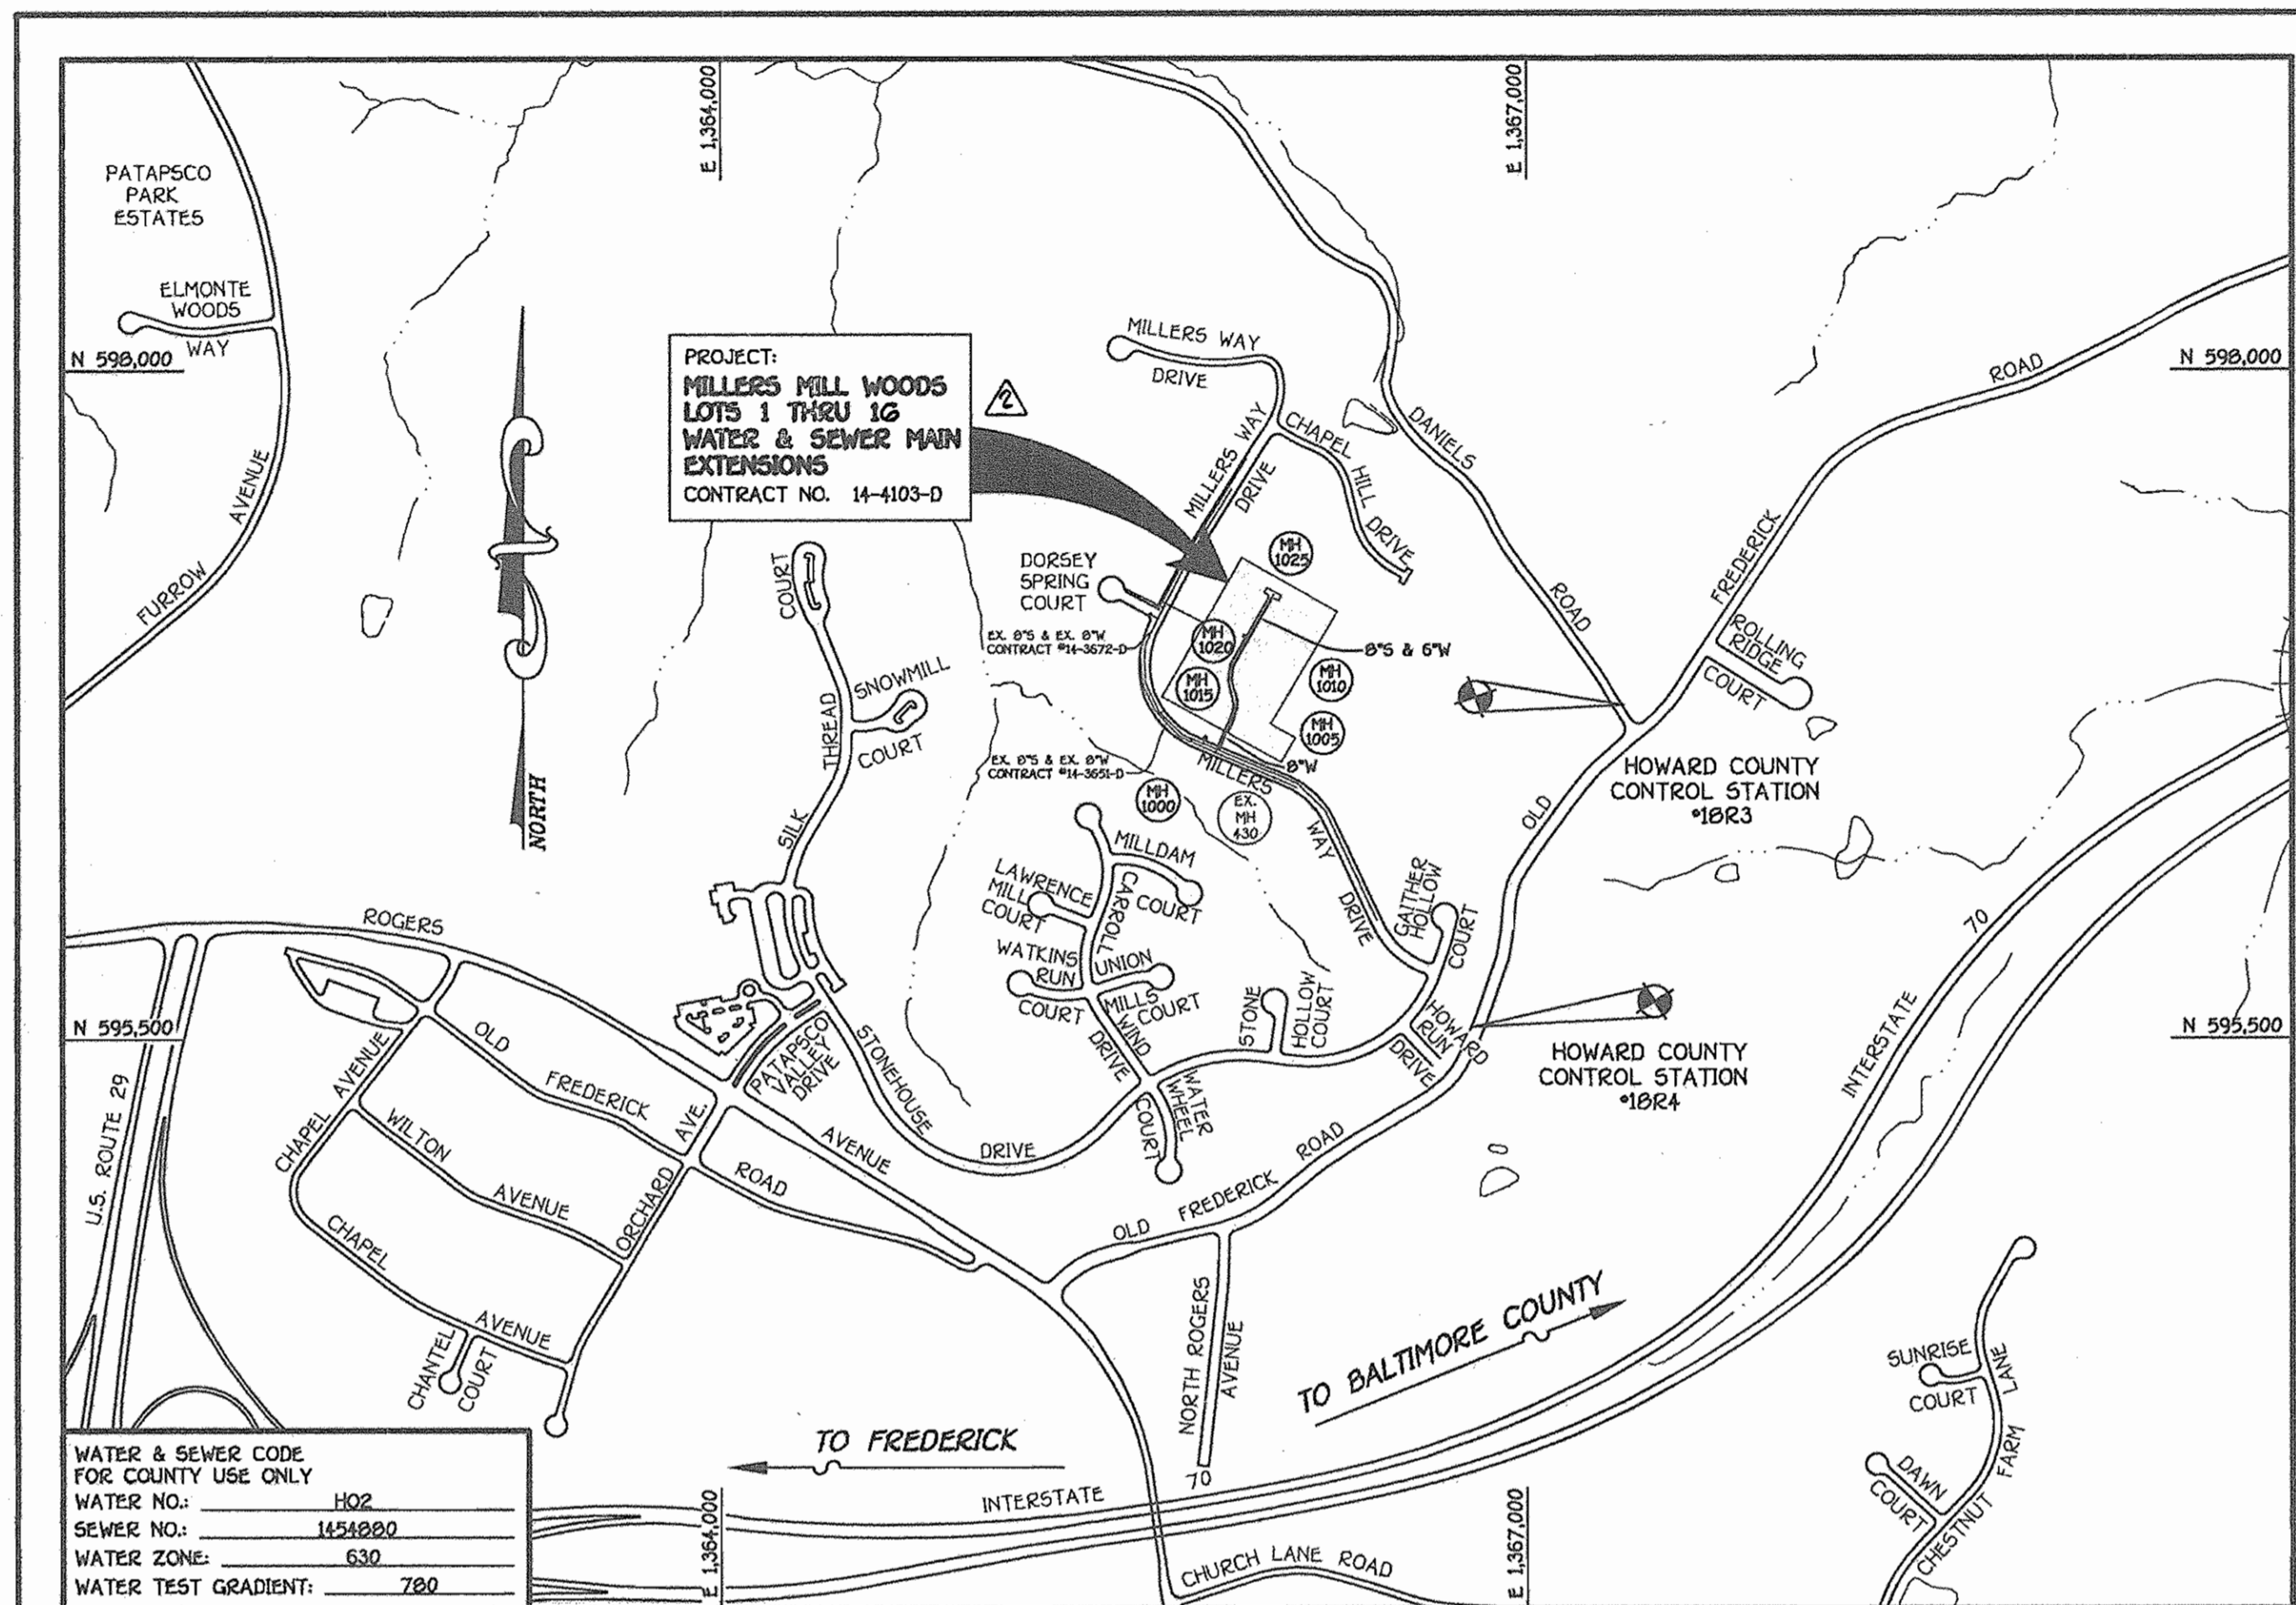 E 1,364,000
E 1,367,000
PATAPSCO
PARK
ESTATES
ELMONTE
WOODS
WAY
N 598,000
N 598,000
PROJECT:
MILLERS MILL WOODS
LOTS 1 THRU 16
WATER & SEWER MAIN
EXTENSIONS
CONTRACT NO. 14-4103-D
2
MILLERS WAY
DRIVE
MILLERS WAY
DRIVE
CHAPEL HILL DRIVE
DANIELS
ROAD
ROAD
FREDERICK
OLD
ROLLING
RIDGE
COURT
FURROW
AVENUE
NORTH
COURT
THREAD
SILK
SNOWMILL
COURT
DORSEY
SPRING
COURT
EX. 8"S & EX. 8"W
CONTRACT #14-3672-D
MH
1025
MH
1020
MH
1015
8"S & 6"W
MH
1010
MH
1005
EX. 8"S & EX. 8"W
CONTRACT #14-3651-D
8"W
MH
1000
EX.
MH
430
MILLERS
WAY
DRIVE
HOWARD COUNTY
CONTROL STATION
#18R3
MILLDAM
COURT
LAWRENCE
MILL
COURT
CARROLL
WATKINS
RUN
COURT
UNION
MILLS
COURT
WIND
DRIVE
STONE
HOLLOW
COURT
GAITHER
HOLLOW
COURT
HOWARD
RUN
DRIVE
WATER
WHEEL
COURT
ROGERS
N 595,500
N 595,500
OLD
FREDERICK
ROAD
AVENUE
PATAPSCO
VALLEY
DRIVE
STONEHOUSE
DRIVE
HOWARD COUNTY
CONTROL STATION
#18R4
INTERSTATE
70
U.S. ROUTE 29
CHAPEL AVENUE
WILTON
AVENUE
ORCHARD
AVE.
CHAPEL
AVENUE
CHANTEL
COURT
OLD FREDERICK ROAD
NORTH ROGERS
AVENUE
TO BALTIMORE COUNTY
TO FREDERICK
INTERSTATE
70
SUNRISE
COURT
DAWN
COURT
CHESTNUT FARM LANE
CHURCH LANE ROAD
E 1,364,000
E 1,367,000
WATER & SEWER CODE
FOR COUNTY USE ONLY
WATER NO.: HO2
SEWER NO.: 1454880
WATER ZONE: 630
WATER TEST GRADIENT: 780